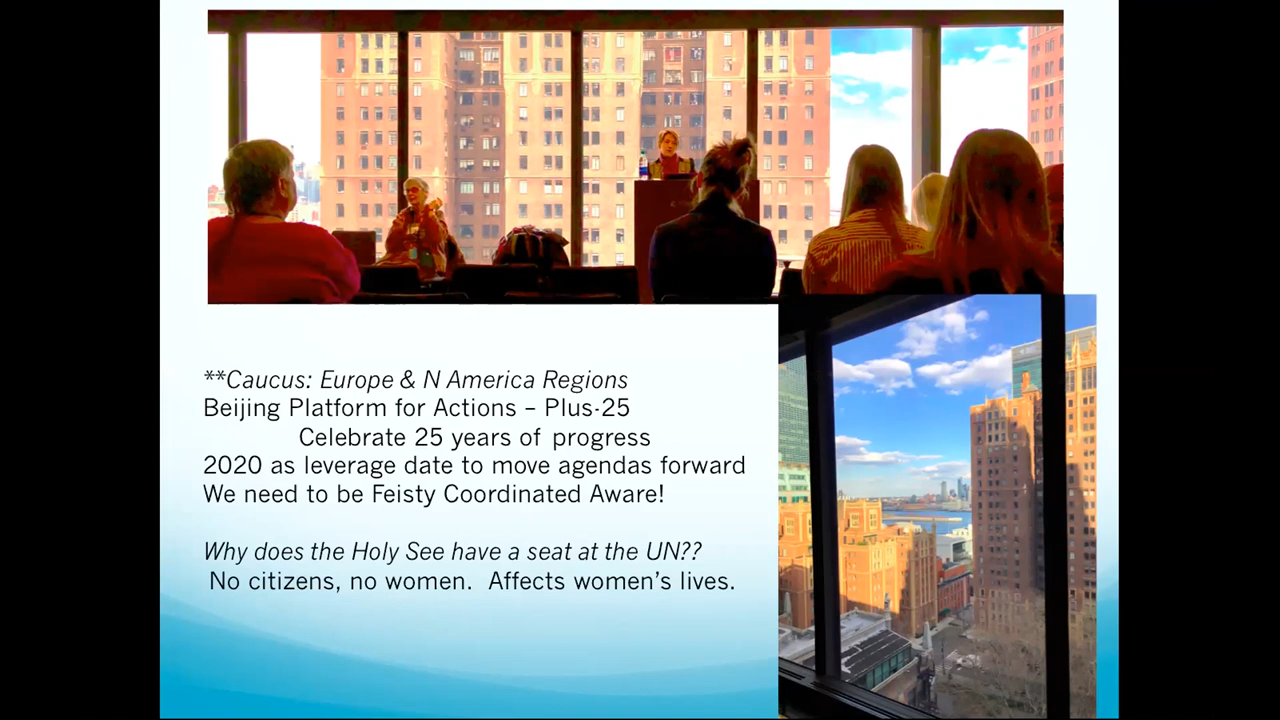 **Caucus: Europe & N America Regions
Beijing Platform for Actions – Plus-25
Celebrate 25 years of progress
2020 as leverage date to move agendas forward
We need to be Feisty Coordinated Aware!
Why does the Holy See have a seat at the UN??
No citizens, no women.  Affects women's lives.